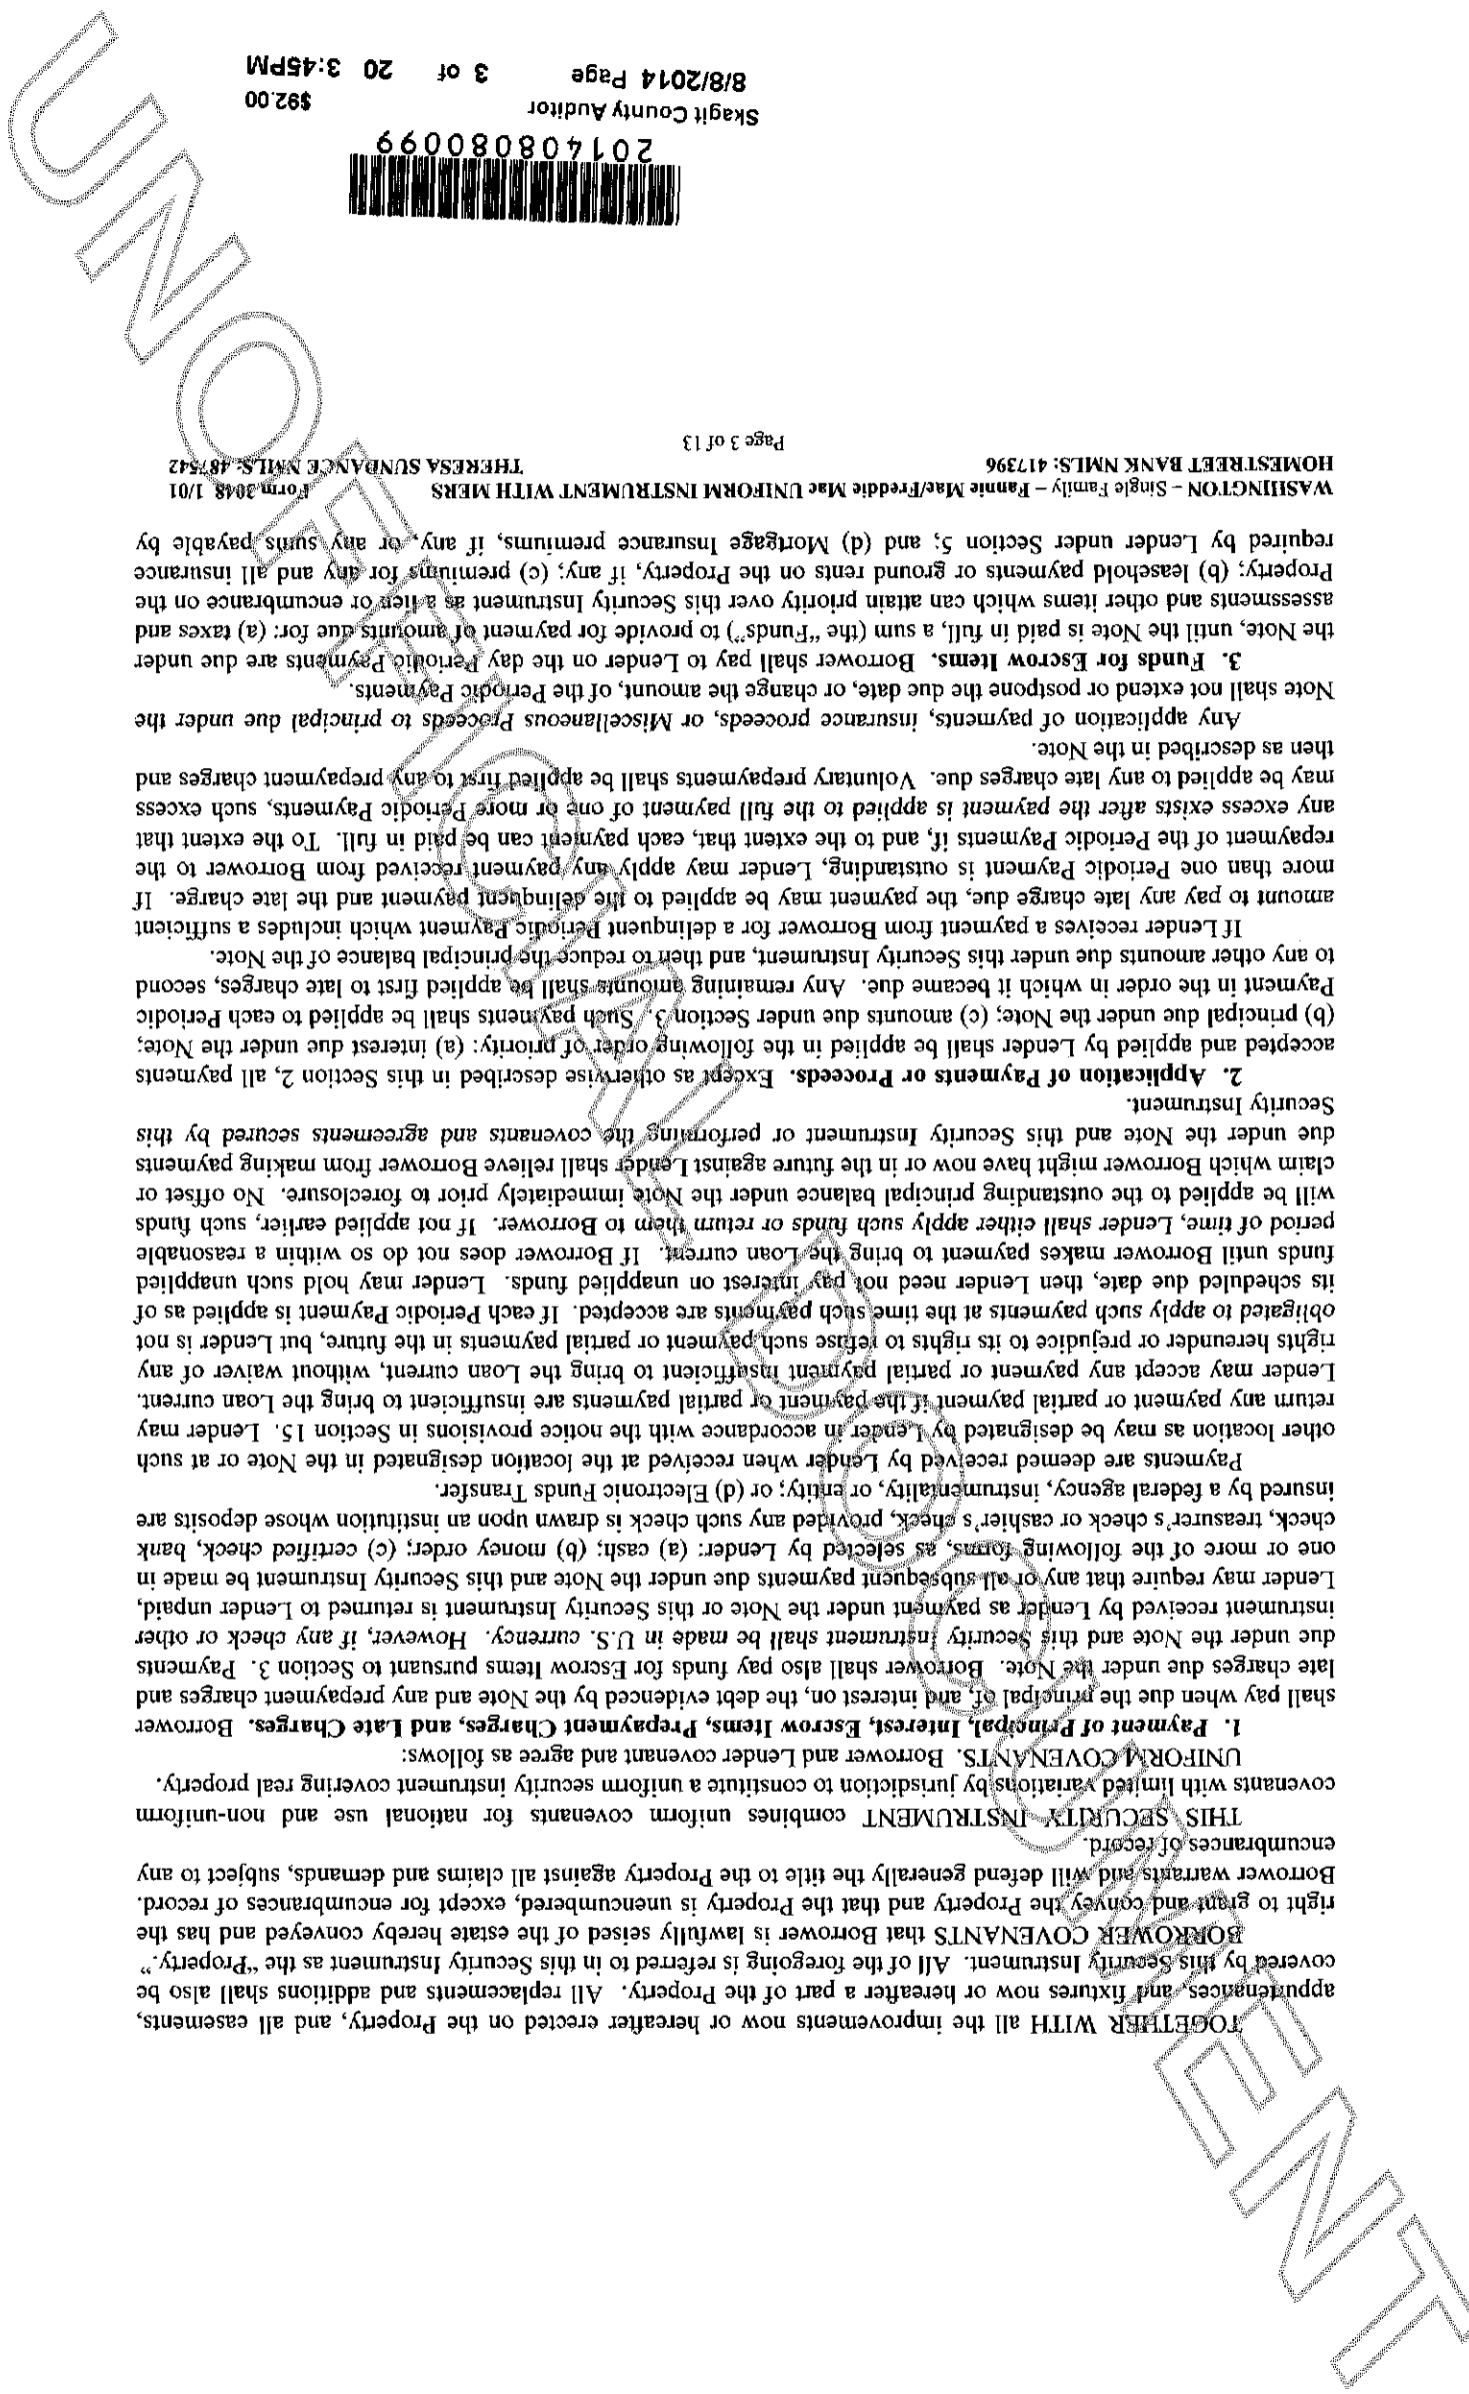 TOGETHER WITH all the improvements now or hereafter erected on the Property, and all easements,
appurtenances, and fixtures now or hereafter a part of the Property. All replacements and additions shall also be
covered by this Security Instrument. All of the foregoing is referred to in this Security Instrument as the “Property.”
BORROWER COVENANTS that Borrower is lawfully seised of the estate hereby conveyed and has the
right to grant and convey the Property and that the Property is unencumbered, except for encumbrances of record.
Borrower warrants and will defend generally the title to the Property against all claims and demands, subject to any
encumbrances of record.
THIS SECURITY INSTRUMENT combines uniform covenants for national use and non-uniform
covenants with limited variations by jurisdiction to constitute a uniform security instrument covering real property.
UNIFORM COVENANTS. Borrower and Lender covenant and agree as follows:
1. Payment of Principal, Interest, Escrow Items, Prepayment Charges, and Late Charges. Borrower
shall pay when due the principal of, and interest on, the debt evidenced by the Note and any prepayment charges and
late charges due under the Note. Borrower shall also pay funds for Escrow Items pursuant to Section 3. Payments
due under the Note and this Security Instrument shall be made in U.S. currency. However, if any check or other
instrument received by Lender as payment under the Note or this Security Instrument is returned to Lender unpaid,
Lender may require that any or all subsequent payments due under the Note and this Security Instrument be made in
one or more of the following forms, as selected by Lender: (a) cash; (b) money order; (c) certified check, bank
check, treasurer’s check or cashier’s check, provided any such check is drawn upon an institution whose deposits are
insured by a federal agency, instrumentality, or entity; or (d) Electronic Funds Transfer.
Payments are deemed received by Lender when received at the location designated in the Note or at such
other location as may be designated by Lender in accordance with the notice provisions in Section 15. Lender may
return any payment or partial payment if the payment or partial payments are insufficient to bring the Loan current.
Lender may accept any payment or partial payment insufficient to bring the Loan current, without waiver of any
rights hereunder or prejudice to its rights to refuse such payment or partial payments in the future, but Lender is not
obligated to apply such payments at the time such payments are accepted. If each Periodic Payment is applied as of
its scheduled due date, then Lender need not pay interest on unapplied funds. Lender may hold such unapplied
funds until Borrower makes payment to bring the Loan current. If Borrower does not do so within a reasonable
period of time, Lender shall either apply such funds or return them to Borrower. If not applied earlier, such funds
will be applied to the outstanding principal balance under the Note immediately prior to foreclosure. No offset or
claim which Borrower might have now or in the future against Lender shall relieve Borrower from making payments
due under the Note and this Security Instrument or performing the covenants and agreements secured by this
Security Instrument.
2. Application of Payments or Proceeds. Except as otherwise described in this Section 2, all payments
accepted and applied by Lender shall be applied in the following order of priority: (a) interest due under the Note;
(b) principal due under the Note; (c) amounts due under Section 3. Such payments shall be applied to each Periodic
Payment in the order in which it became due. Any remaining amounts shall be applied first to late charges, second
to any other amounts due under this Security Instrument, and then to reduce the principal balance of the Note.
If Lender receives a payment from Borrower for a delinquent Periodic Payment which includes a sufficient
amount to pay any late charge due, the payment may be applied to the delinquent payment and the late charge. If
more than one Periodic Payment is outstanding, Lender may apply any payment received from Borrower to the
repayment of the Periodic Payments if, and to the extent that, each payment can be paid in full. To the extent that
any excess exists after the payment is applied to the full payment of one or more Periodic Payments, such excess
may be applied to any late charges due. Voluntary prepayments shall be applied first to any prepayment charges and
then as described in the Note.
Any application of payments, insurance proceeds, or Miscellaneous Proceeds to principal due under the
Note shall not extend or postpone the due date, or change the amount, of the Periodic Payments.
3. Funds for Escrow Items. Borrower shall pay to Lender on the day Periodic Payments are due under
the Note, until the Note is paid in full, a sum (the “Funds”) to provide for payment of amounts due for: (a) taxes and
assessments and other items which can attain priority over this Security Instrument as a lien or encumbrance on the
Property; (b) leasehold payments or ground rents on the Property, if any; (c) premiums for any and all insurance
required by Lender under Section 5; and (d) Mortgage Insurance premiums, if any, or any sums payable by
WASHINGTON – Single Family – Fannie Mae/Freddie Mac UNIFORM INSTRUMENT WITH MERS Form 3048 1/01
HOMESTREET BANK NMLS: 417396 THERESA SUNDANCE NMLS: 487542
Page 3 of 13
201408080099
Skagit County Auditor $92.00
8/8/2014 Page 3 of 20 3:45PM
UNOFFICIAL DOCUMENT